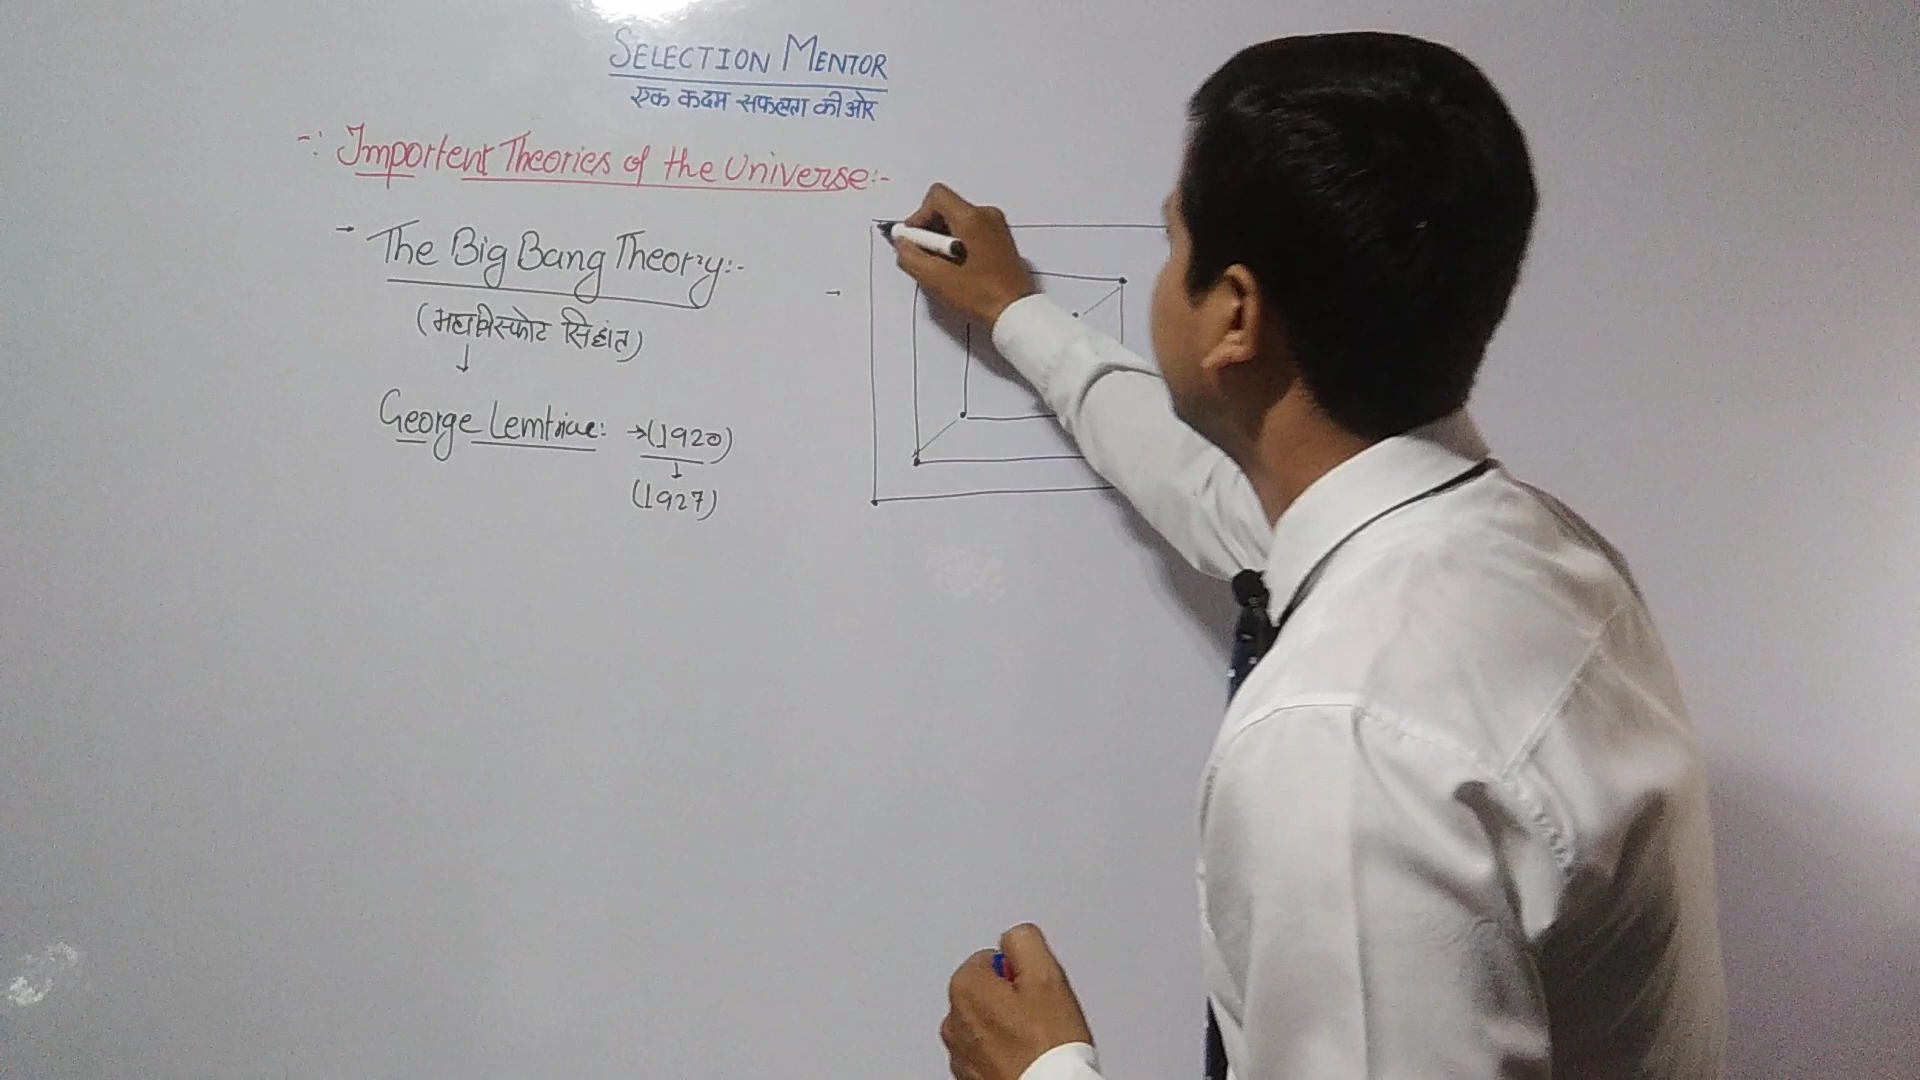 SELECTION MENTOR
एक कदम सफलता की ओर
-: Importent Theories of the Universe:-
- The Big Bang Theory:-
(महाविस्फोट सिद्धांत)
↓
George Lemtriae: →(1920)
↓
(1927)